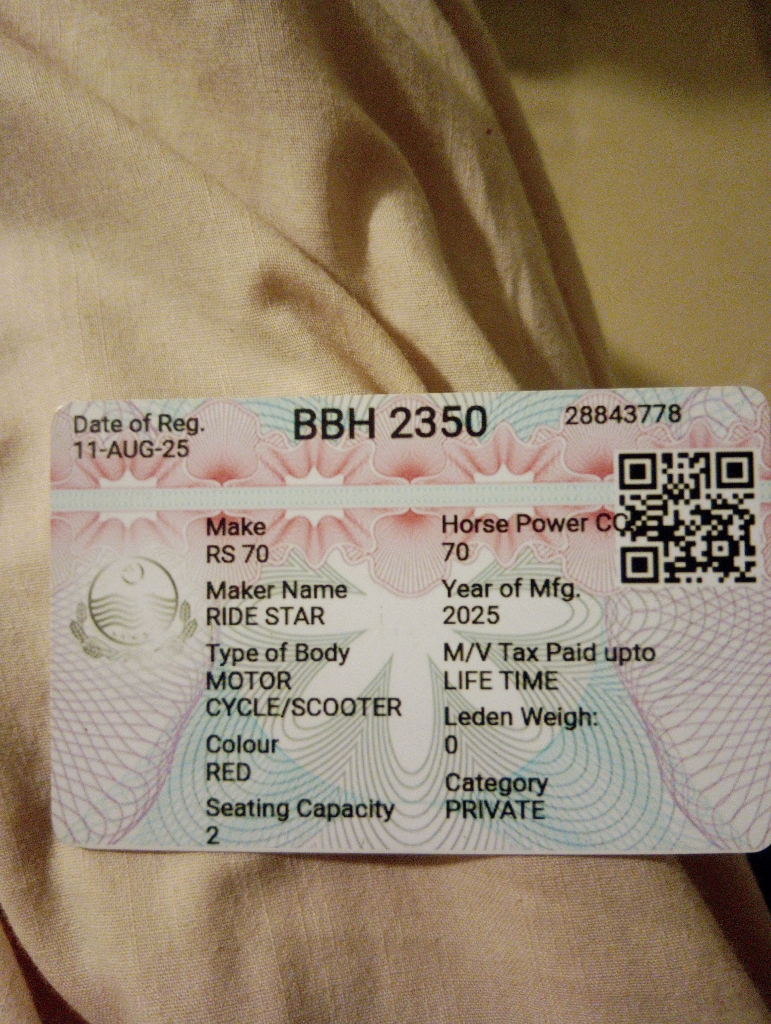 Date of Reg.
11-AUG-25
BBH 2350
28843778
Make
RS 70
Maker Name
RIDE STAR
Type of Body
MOTOR
CYCLE/SCOOTER
Colour
RED
Seating Capacity
2
Horse Power CC
70
Year of Mfg.
2025
M/V Tax Paid upto
LIFE TIME
Leden Weigh:
0
Category
PRIVATE